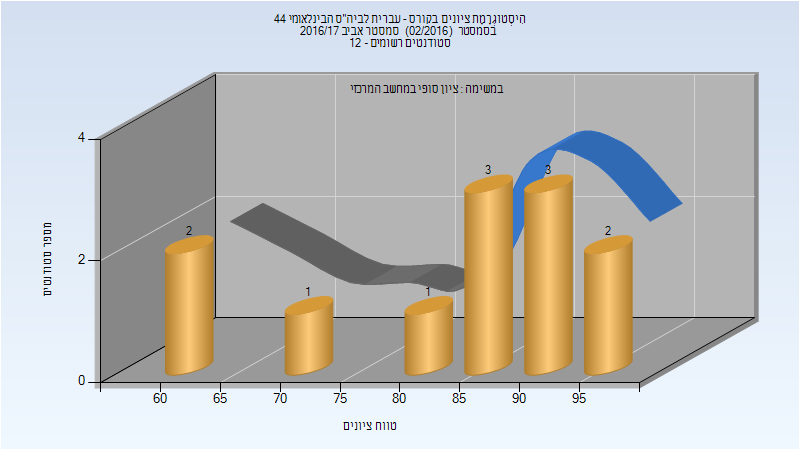 היסטוגרמת ציונים בקורס - עברית לביה"ס הבינלאומי 44
בסמסטר (02/2016) סמסטר אביב 2016/17
סטודנטים רשומים - 12
במשימה : ציון סופי במחשב המרכזי
מספר סטודנטים
4
2
0
2
1
1
3
3
2
60 65 70 75 80 85 90 95
טווח ציונים